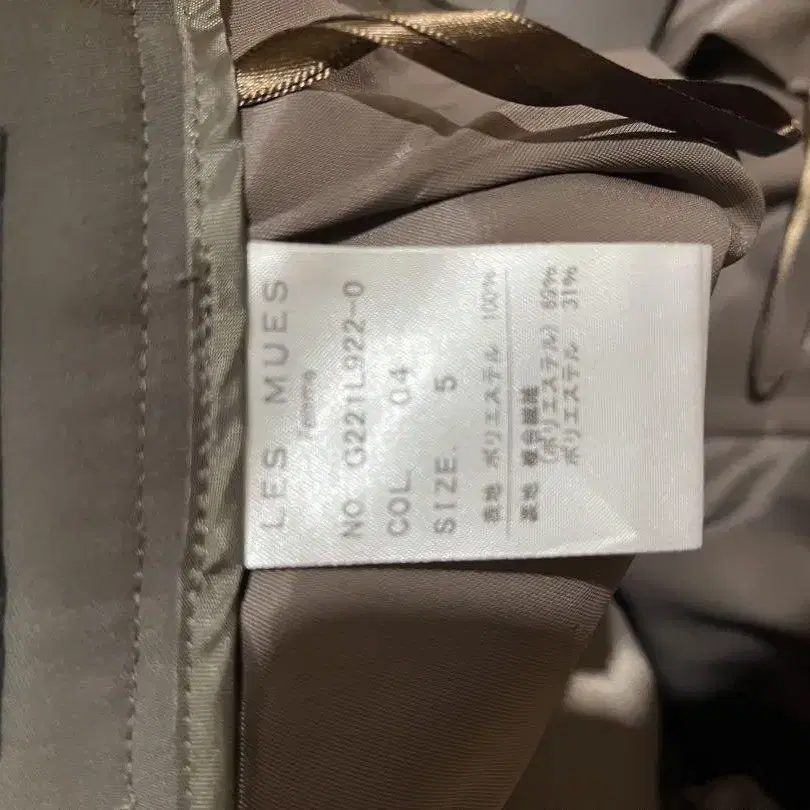 LES MUES
femme
NO. G221L922-0
COL. 04
SIZE. 5
表地 ポリエステル 100%
裏地 複合繊維
(ポリエステル) 69%
ポリエステル 31%